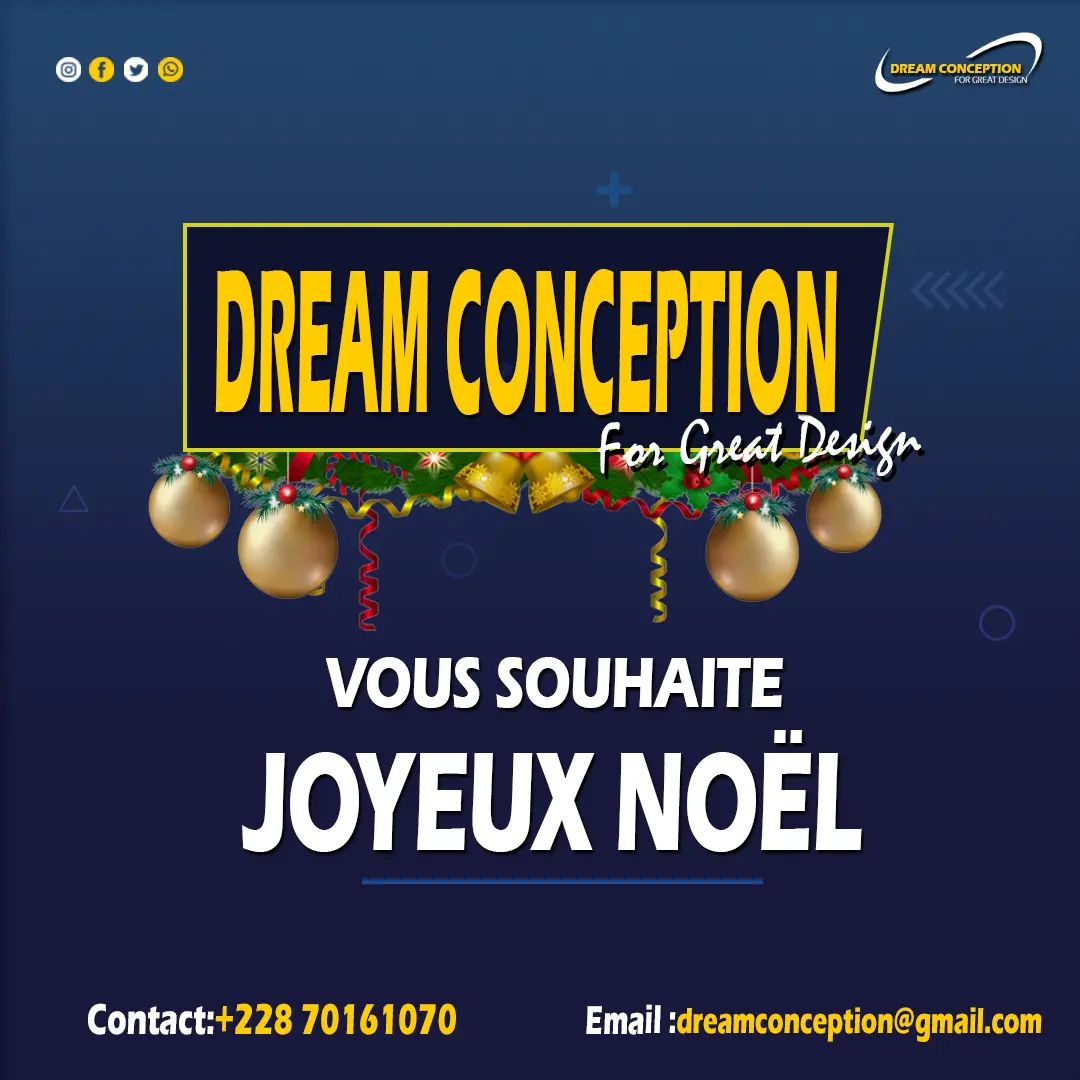 DREAM CONCEPTION
FOR GREAT DESIGN
DREAM CONCEPTION
For Great Design
VOUS SOUHAITE
JOYEUX NOËL
Contact:+228 70161070
Email :dreamconception@gmail.com